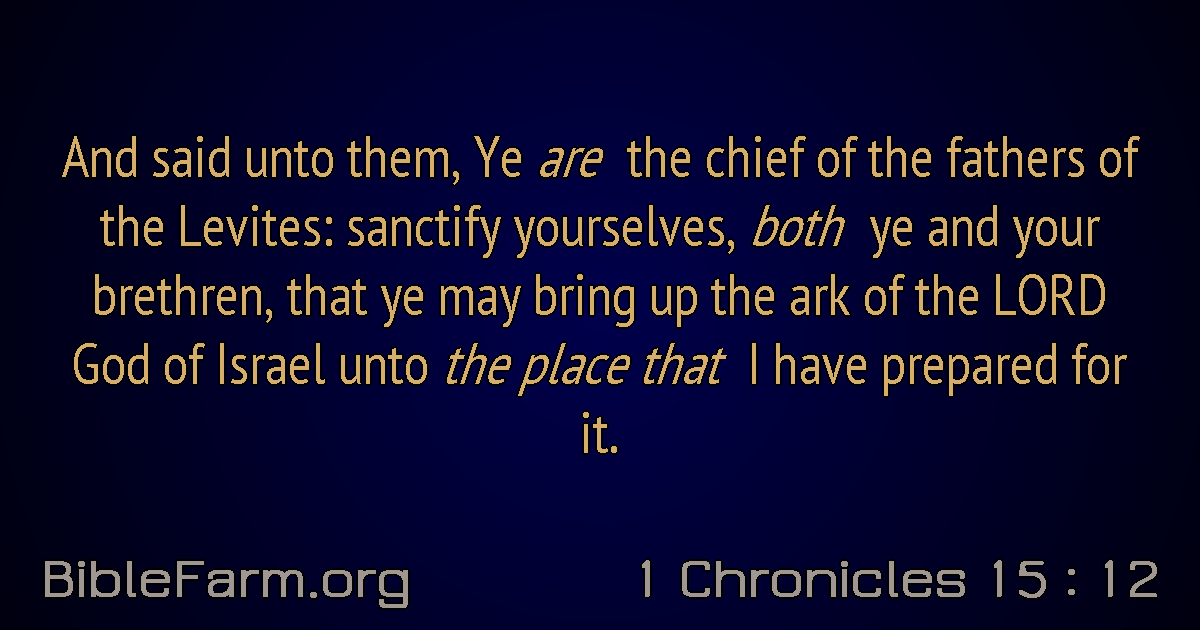 And said unto them, Ye are the chief of the fathers of
the Levites: sanctify yourselves, both ye and your
brethren, that ye may bring up the ark of the LORD
God of Israel unto the place that I have prepared for
it.
BibleFarm.org
1 Chronicles 15 : 12